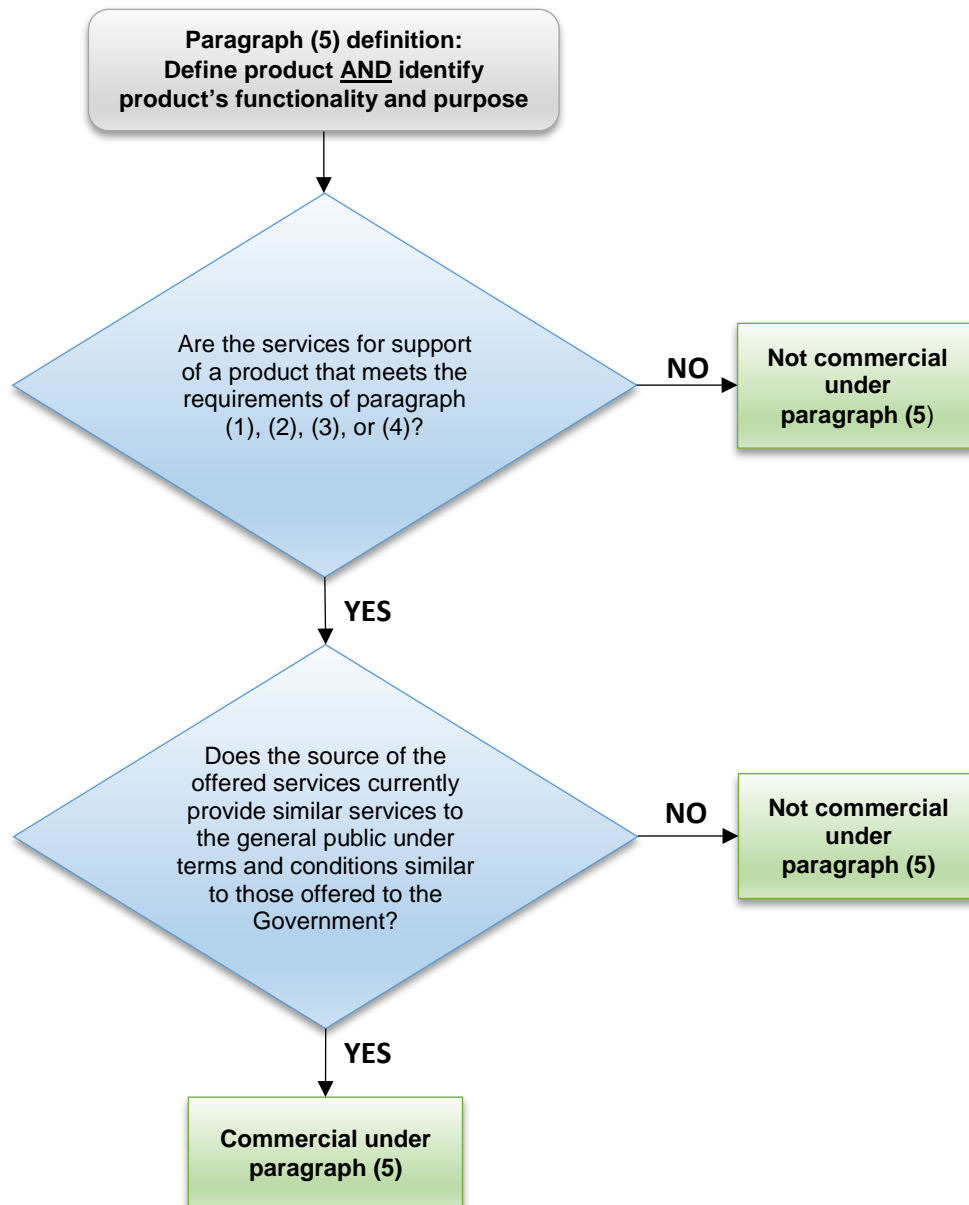 Paragraph (5) definition:
Define product AND identify
product's functionality and purpose
Are the services for support
of a product that meets the
requirements of paragraph
(1), (2), (3), or (4)?
NO
Not commercial
under
paragraph (5)
YES
Does the source of the
offered services currently
provide similar services to
the general public under
terms and conditions similar
to those offered to the
Government?
NO
Not commercial
under
paragraph (5)
YES
Commercial under
paragraph (5)